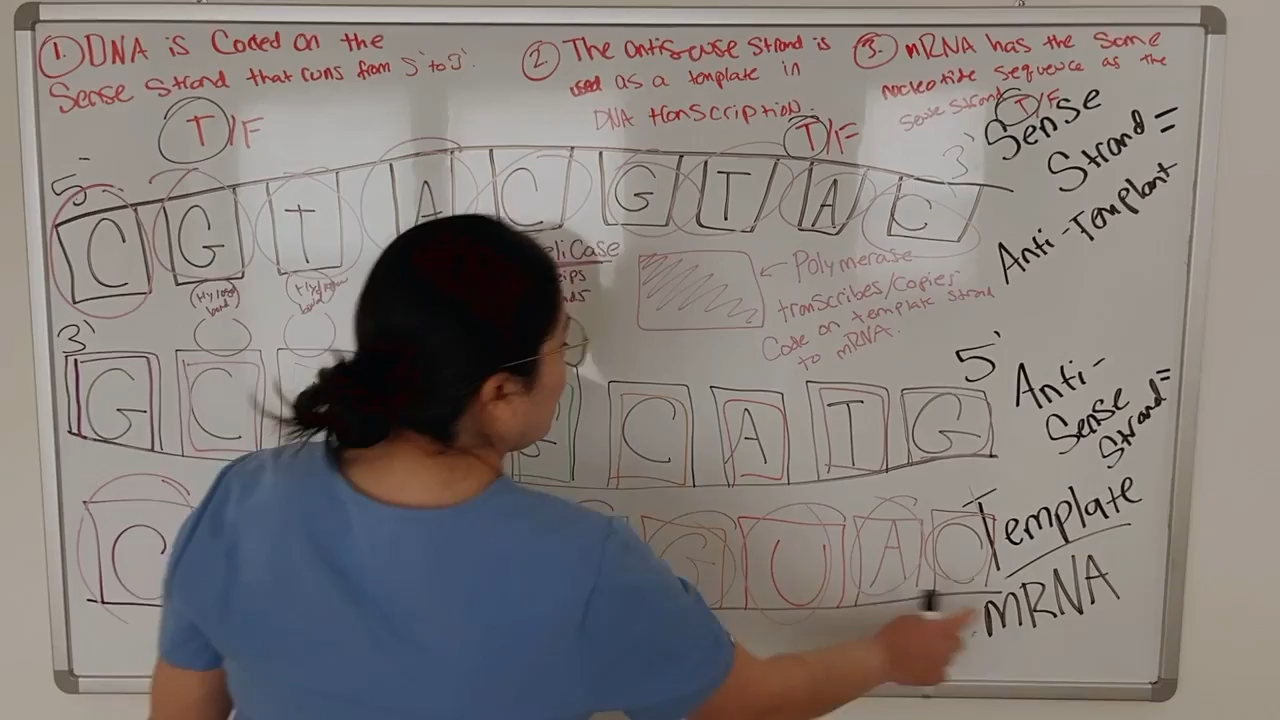 1. DNA is Coded on the
Sense Strand that runs from 5' to 3'.
T/F
2. The antisense Strand is
used as a template in
DNA transcription.
T/F
3. mRNA has the Same
nucleotide sequence as the
sense strand
T/F
Sense
Strand =
Anti-Templant
5'
3'
C G T A C G T A C
eliCase
Polymerase
transcribes/copies
Code on template strand
to mRNA.
3'
5'
G C C A T G
Anti-
Sense
Strand =
Template
C G U A C
mRNA